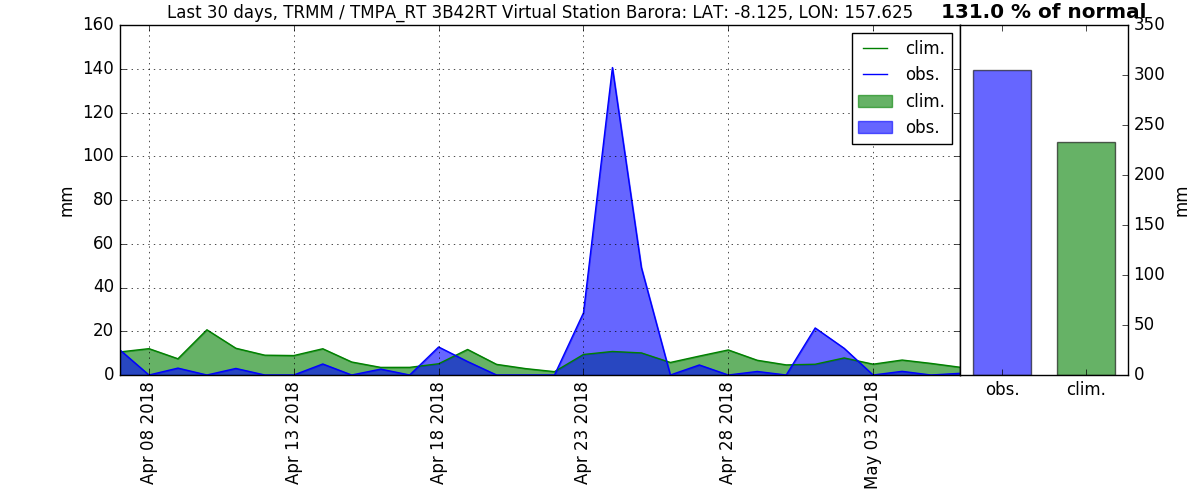 Last 30 days, TRMM / TMPA_RT 3B42RT Virtual Station Barora: LAT: -8.125, LON: 157.625
131.0 % of normal
160
140
120
100
80
60
40
20
0
mm
clim.
obs.
clim.
obs.
Apr 08 2018
Apr 13 2018
Apr 18 2018
Apr 23 2018
Apr 28 2018
May 03 2018
350
300
250
200
150
100
50
0
mm
obs.
clim.